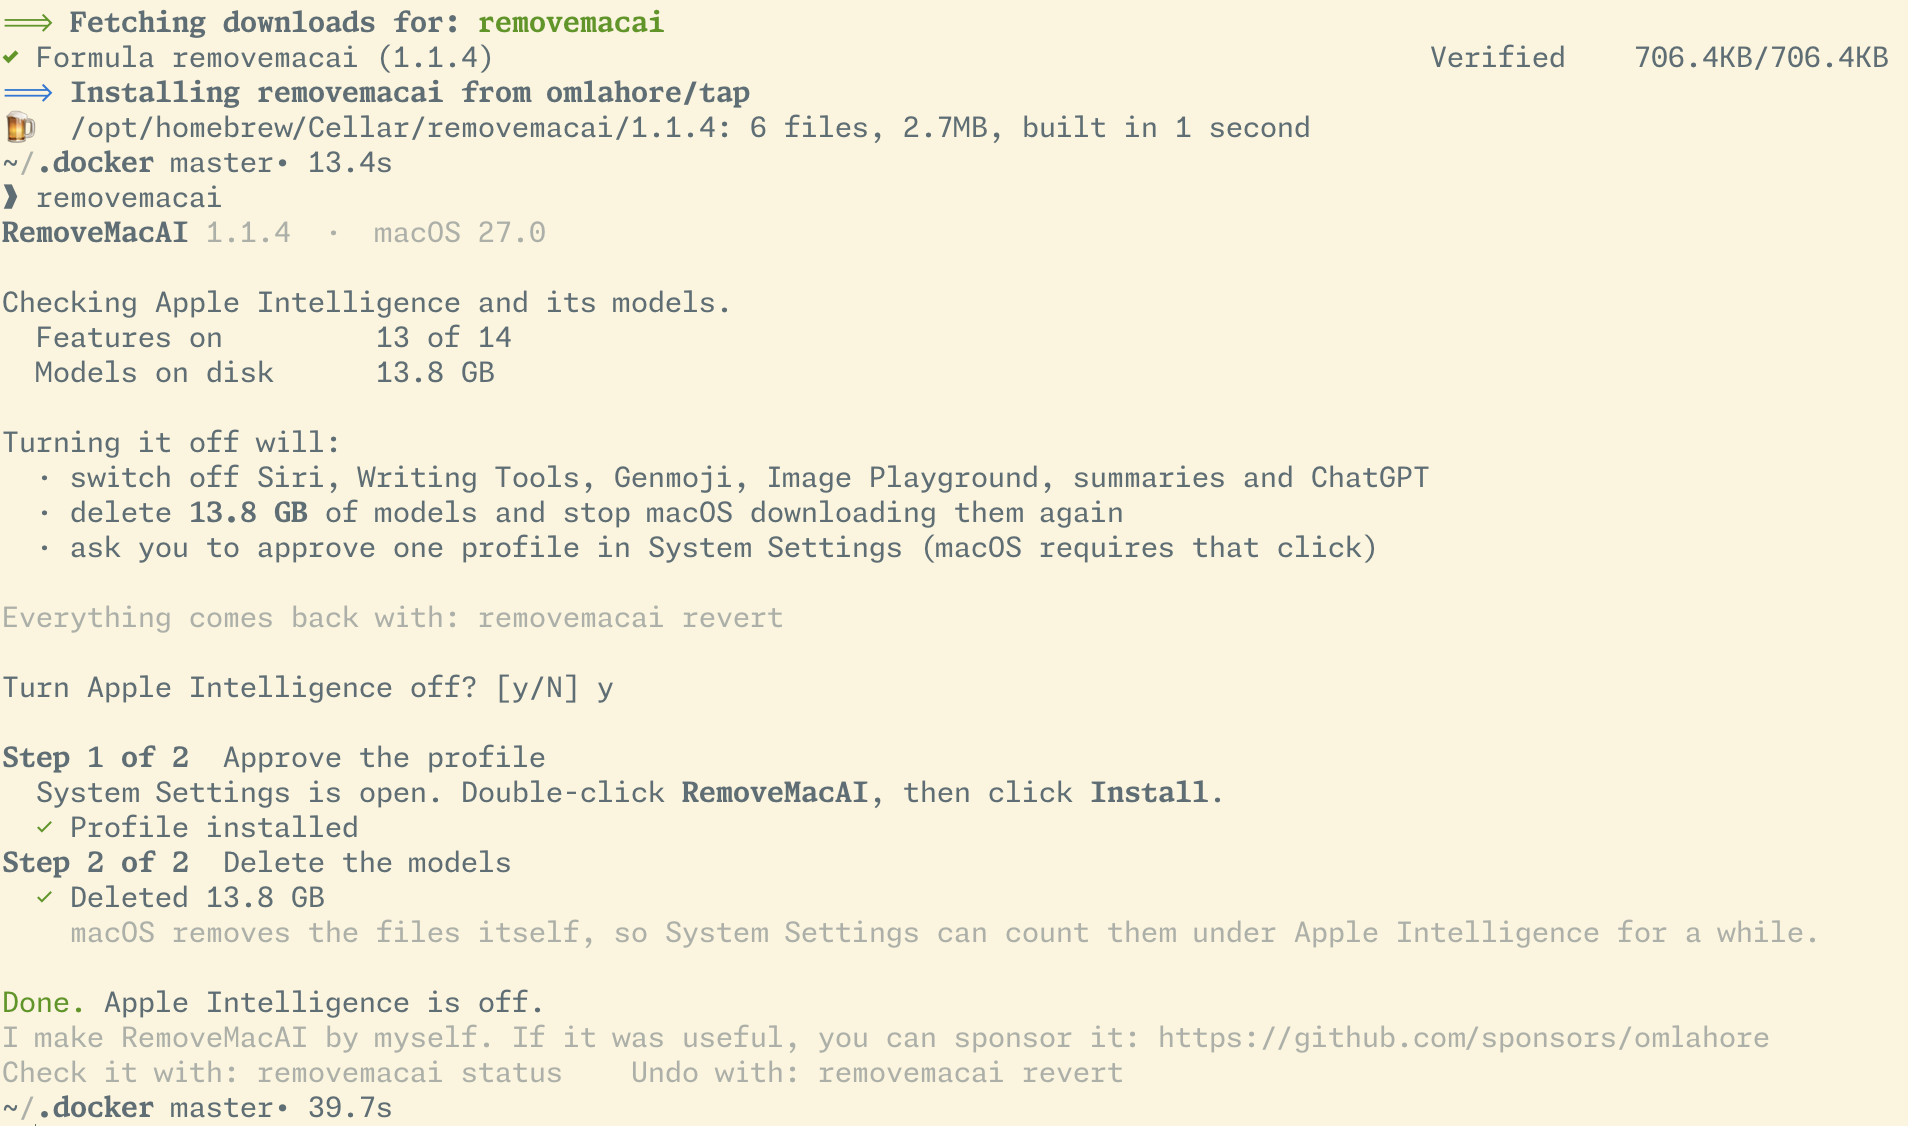 ==> Fetching downloads for: removemacai
✔ Formula removemacai (1.1.4) Verified 706.4KB/706.4KB
==> Installing removemacai from omlahore/tap
🍺 /opt/homebrew/Cellar/removemacai/1.1.4: 6 files, 2.7MB, built in 1 second
~/.docker master• 13.4s
❱ removemacai
RemoveMacAI 1.1.4 · macOS 27.0
Checking Apple Intelligence and its models.
Features on 13 of 14
Models on disk 13.8 GB
Turning it off will:
· switch off Siri, Writing Tools, Genmoji, Image Playground, summaries and ChatGPT
· delete 13.8 GB of models and stop macOS downloading them again
· ask you to approve one profile in System Settings (macOS requires that click)
Everything comes back with: removemacai revert
Turn Apple Intelligence off? [y/N] y
Step 1 of 2 Approve the profile
System Settings is open. Double-click RemoveMacAI, then click Install.
✓ Profile installed
Step 2 of 2 Delete the models
✓ Deleted 13.8 GB
macOS removes the files itself, so System Settings can count them under Apple Intelligence for a while.
Done. Apple Intelligence is off.
I make RemoveMacAI by myself. If it was useful, you can sponsor it: https://github.com/sponsors/omlahore
Check it with: removemacai status Undo with: removemacai revert
~/.docker master• 39.7s